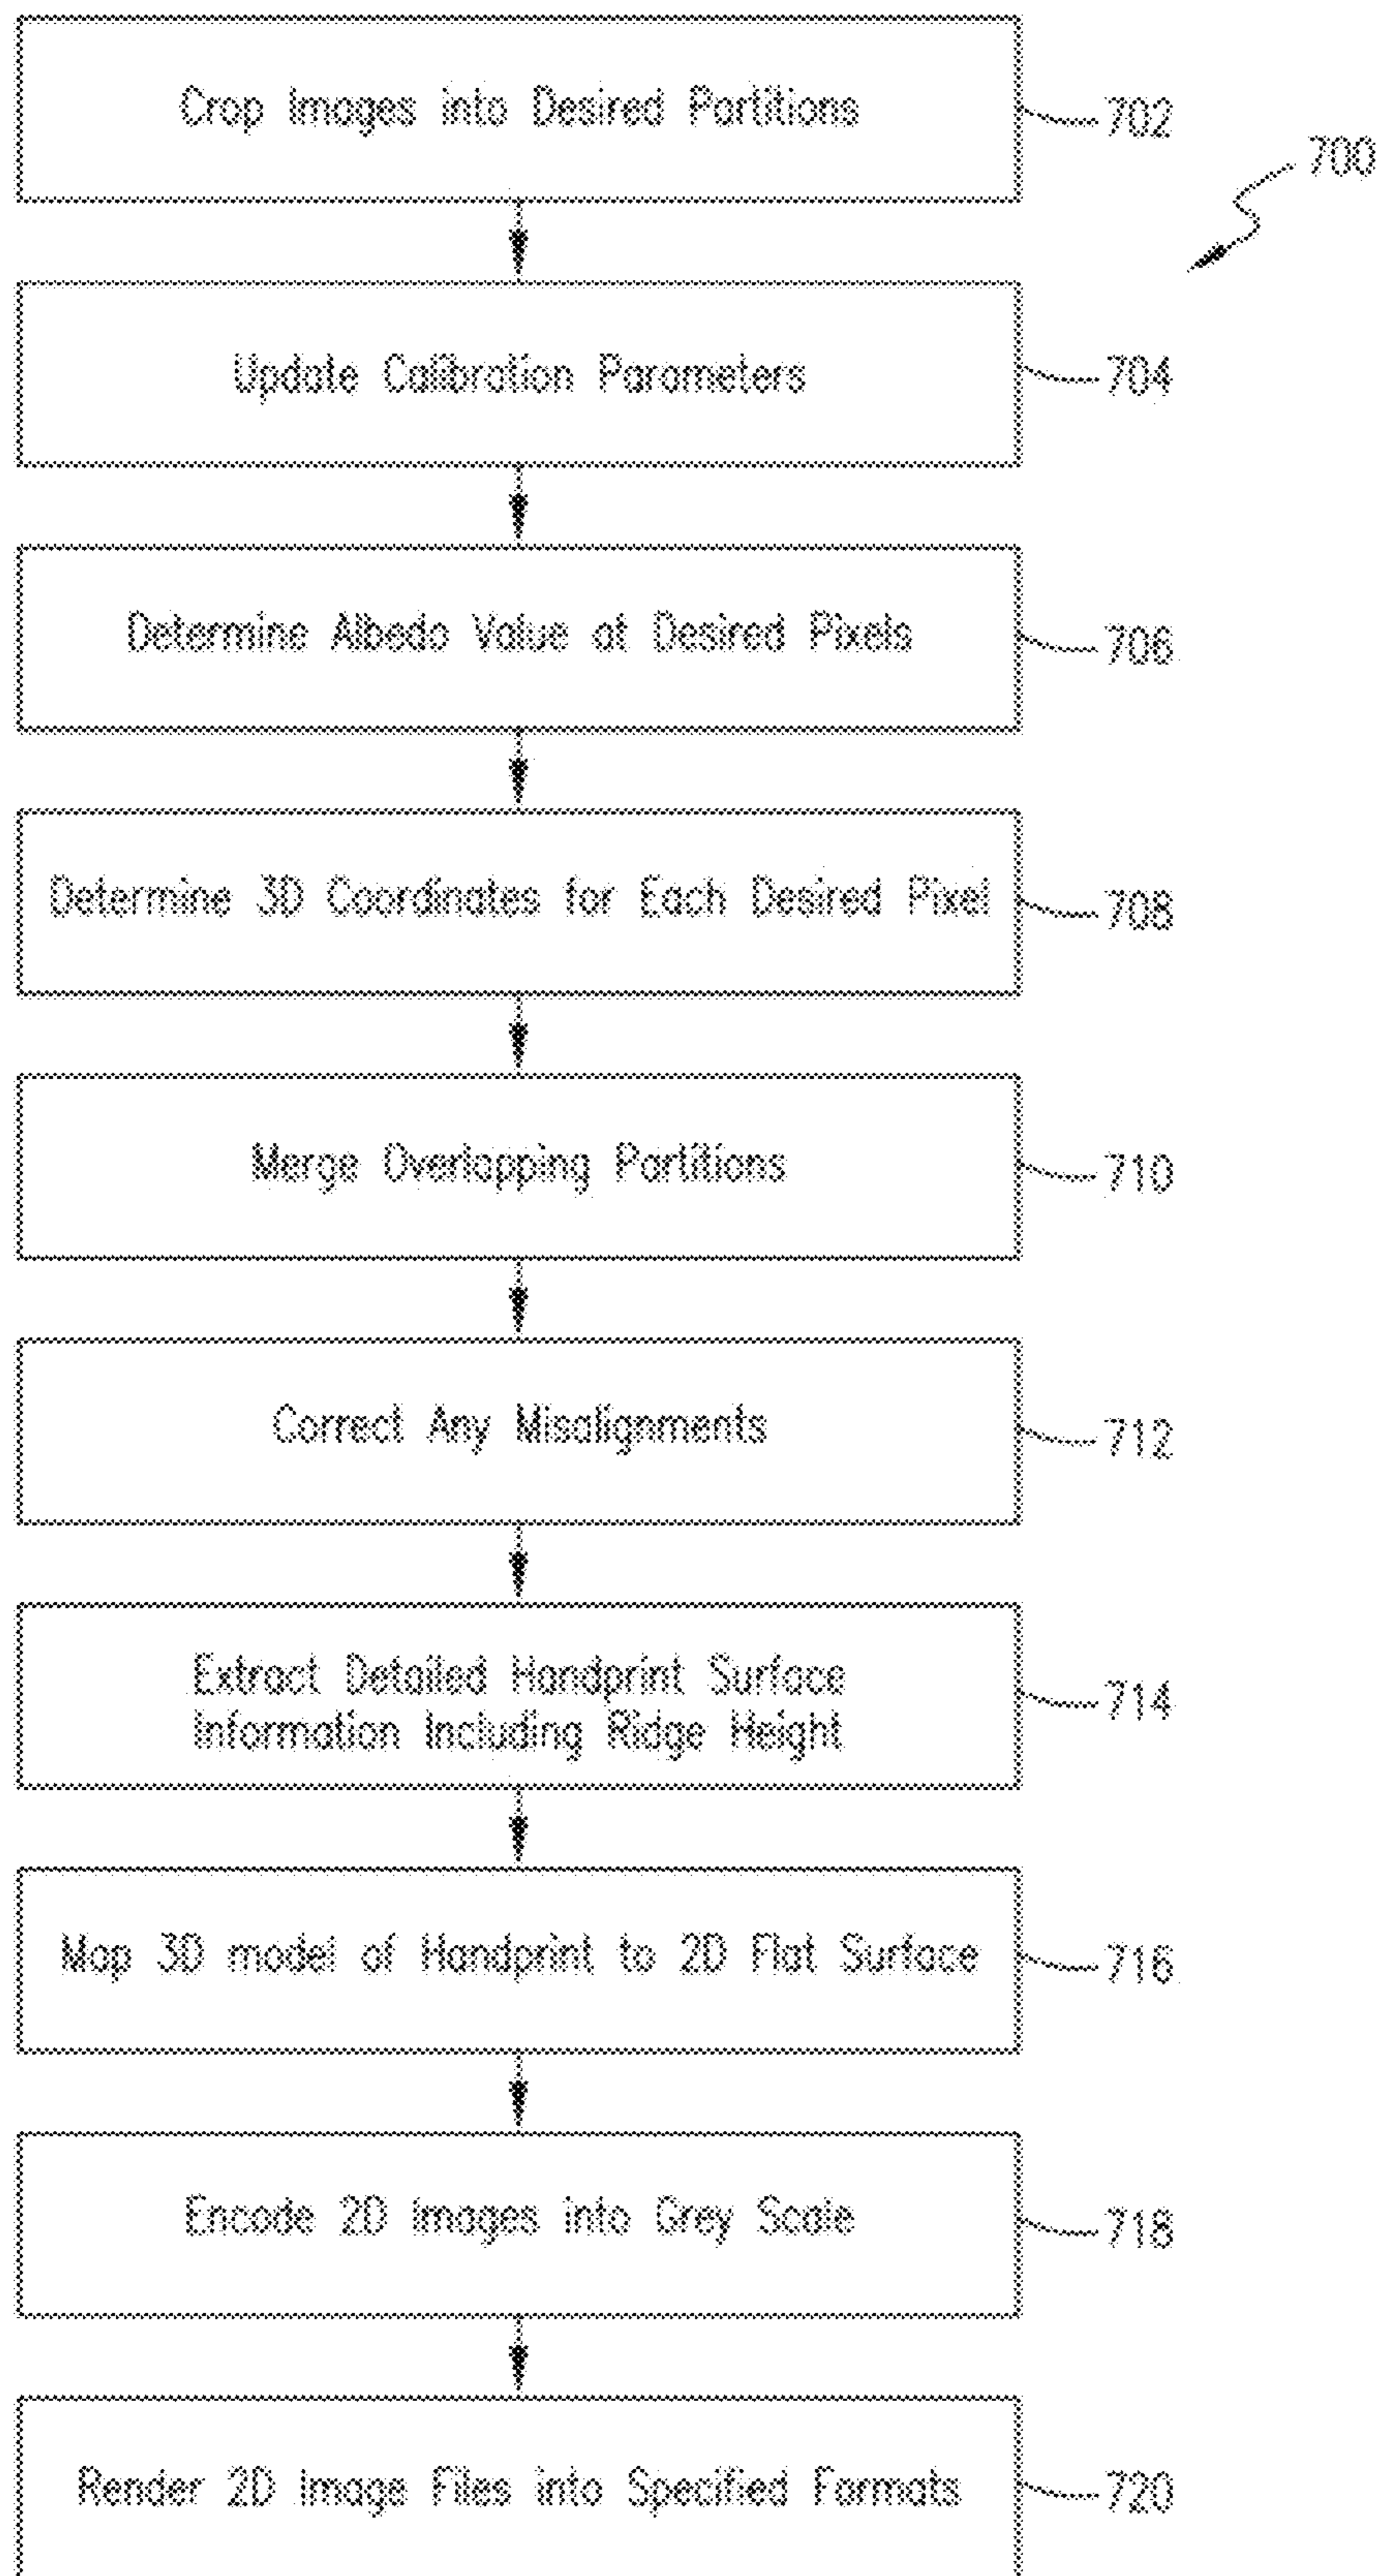 Crop Images into Desired Partitions
702
700
Update Calibration Parameters
704
Determine Albedo Value at Desired Pixels
706
Determine 3D Coordinates for Each Desired Pixel
708
Merge Overlapping Partitions
710
Correct Any Misalignments
712
Extract Detailed Handprint Surface
Information Including Ridge Height
714
Map 3D model of Handprint to 2D Flat Surface
716
Encode 2D Images into Grey Scale
718
Render 2D Image Files into Specified Formats
720